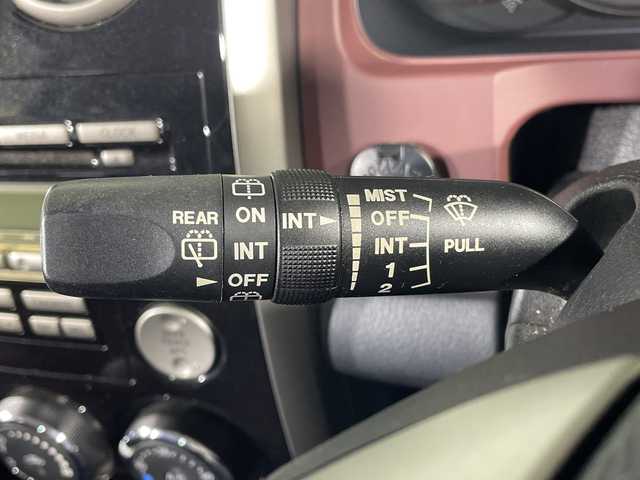 REAR
ON
INT
OFF
INT
MIST
OFF
INT
1
2
PULL